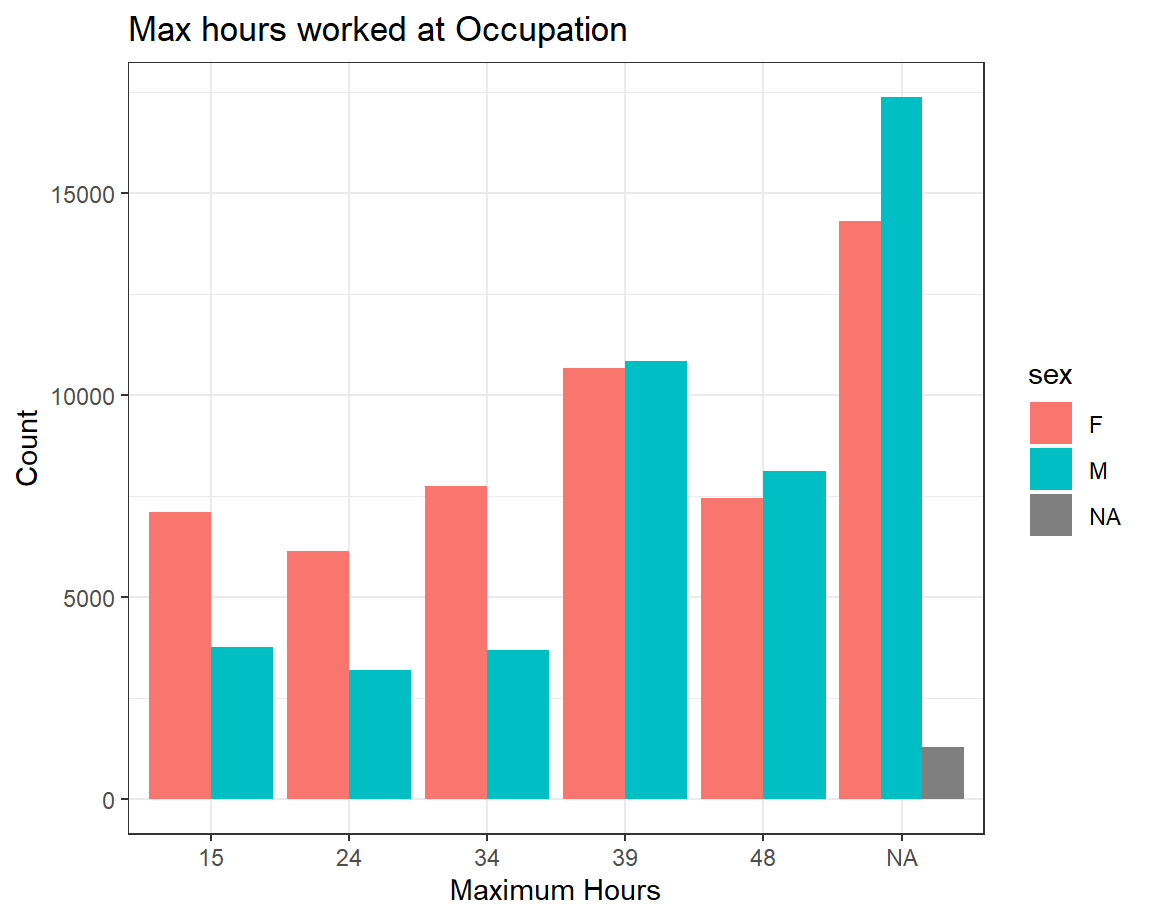 Max hours worked at Occupation
15000
10000
5000
0
Count
15 24 34 39 48 NA
Maximum Hours
sex
F
M
NA